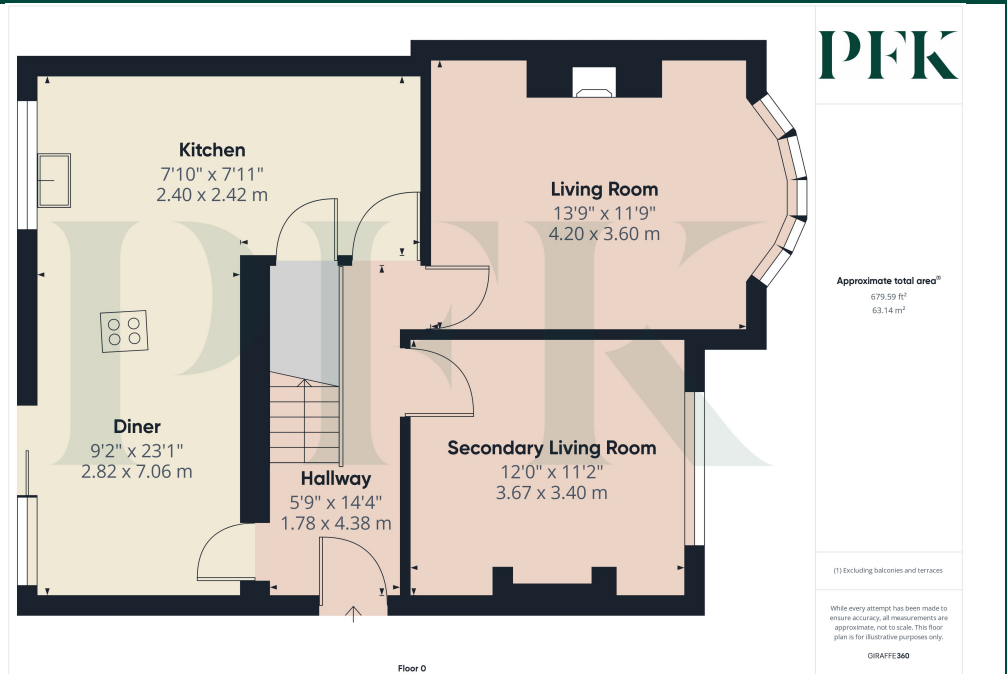 PFK
Kitchen
7'10" x 7'11"
2.40 x 2.42 m
Living Room
13'9" x 11'9"
4.20 x 3.60 m
Approximate total area⁽¹⁾
679.59 ft²
63.14 m²
Diner
9'2" x 23'1"
2.82 x 7.06 m
Secondary Living Room
12'0" x 11'2"
3.67 x 3.40 m
Hallway
5'9" x 14'4"
1.78 x 4.38 m
PFK
(1) Excluding balconies and terraces
While every attempt has been made to
ensure accuracy, all measurements are
approximate, not to scale. This floor
plan is for illustrative purposes only.
GIRAFFE360
Floor 0